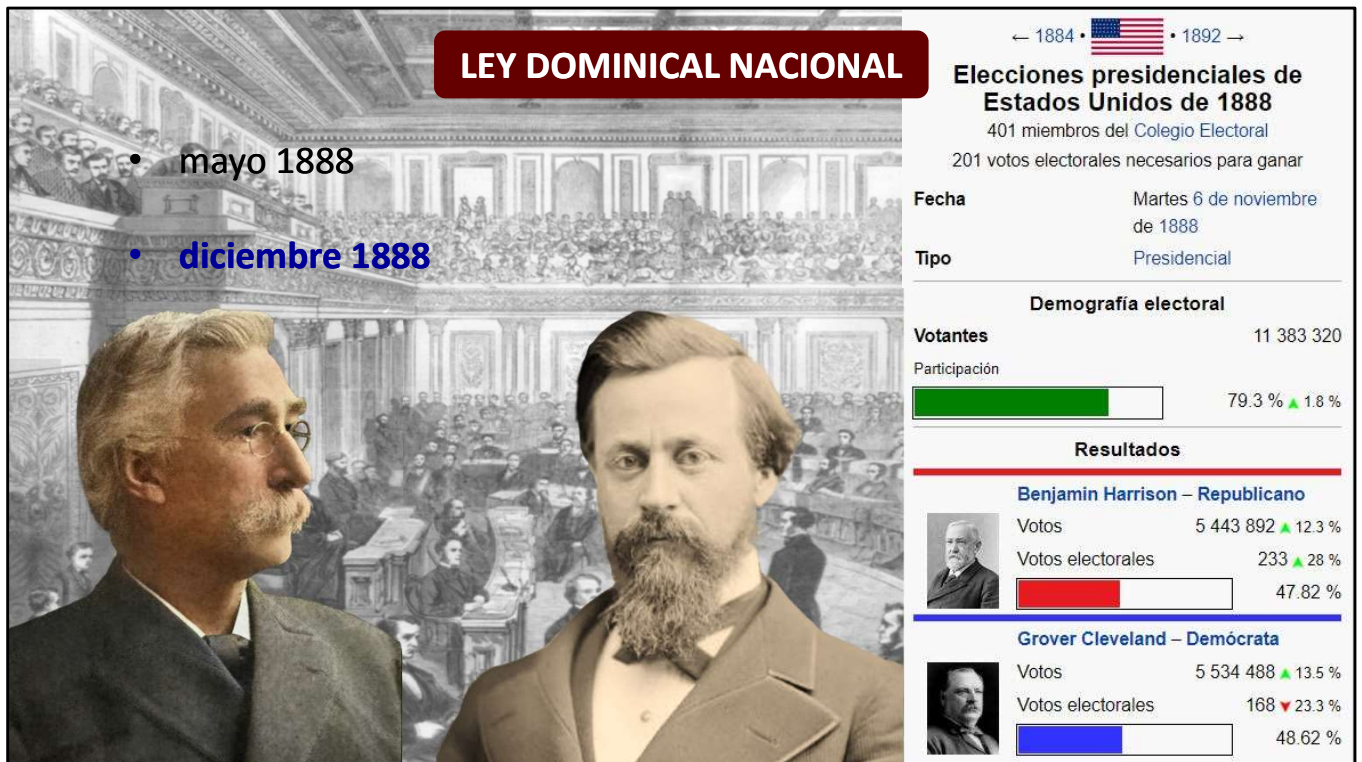 LEY DOMINICAL NACIONAL
• mayo 1888
• diciembre 1888
← 1884 • • 1892 →
Elecciones presidenciales de
Estados Unidos de 1888
401 miembros del Colegio Electoral
201 votos electorales necesarios para ganar
Fecha Martes 6 de noviembre
de 1888
Tipo Presidencial
Demografía electoral
Votantes 11 383 320
Participación
79.3 % ▲ 1.8 %
Resultados
Benjamin Harrison – Republicano
Votos 5 443 892 ▲ 12.3 %
Votos electorales 233 ▲ 28 %
47.82 %
Grover Cleveland – Demócrata
Votos 5 534 488 ▲ 13.5 %
Votos electorales 168 ▼ 23.3 %
48.62 %